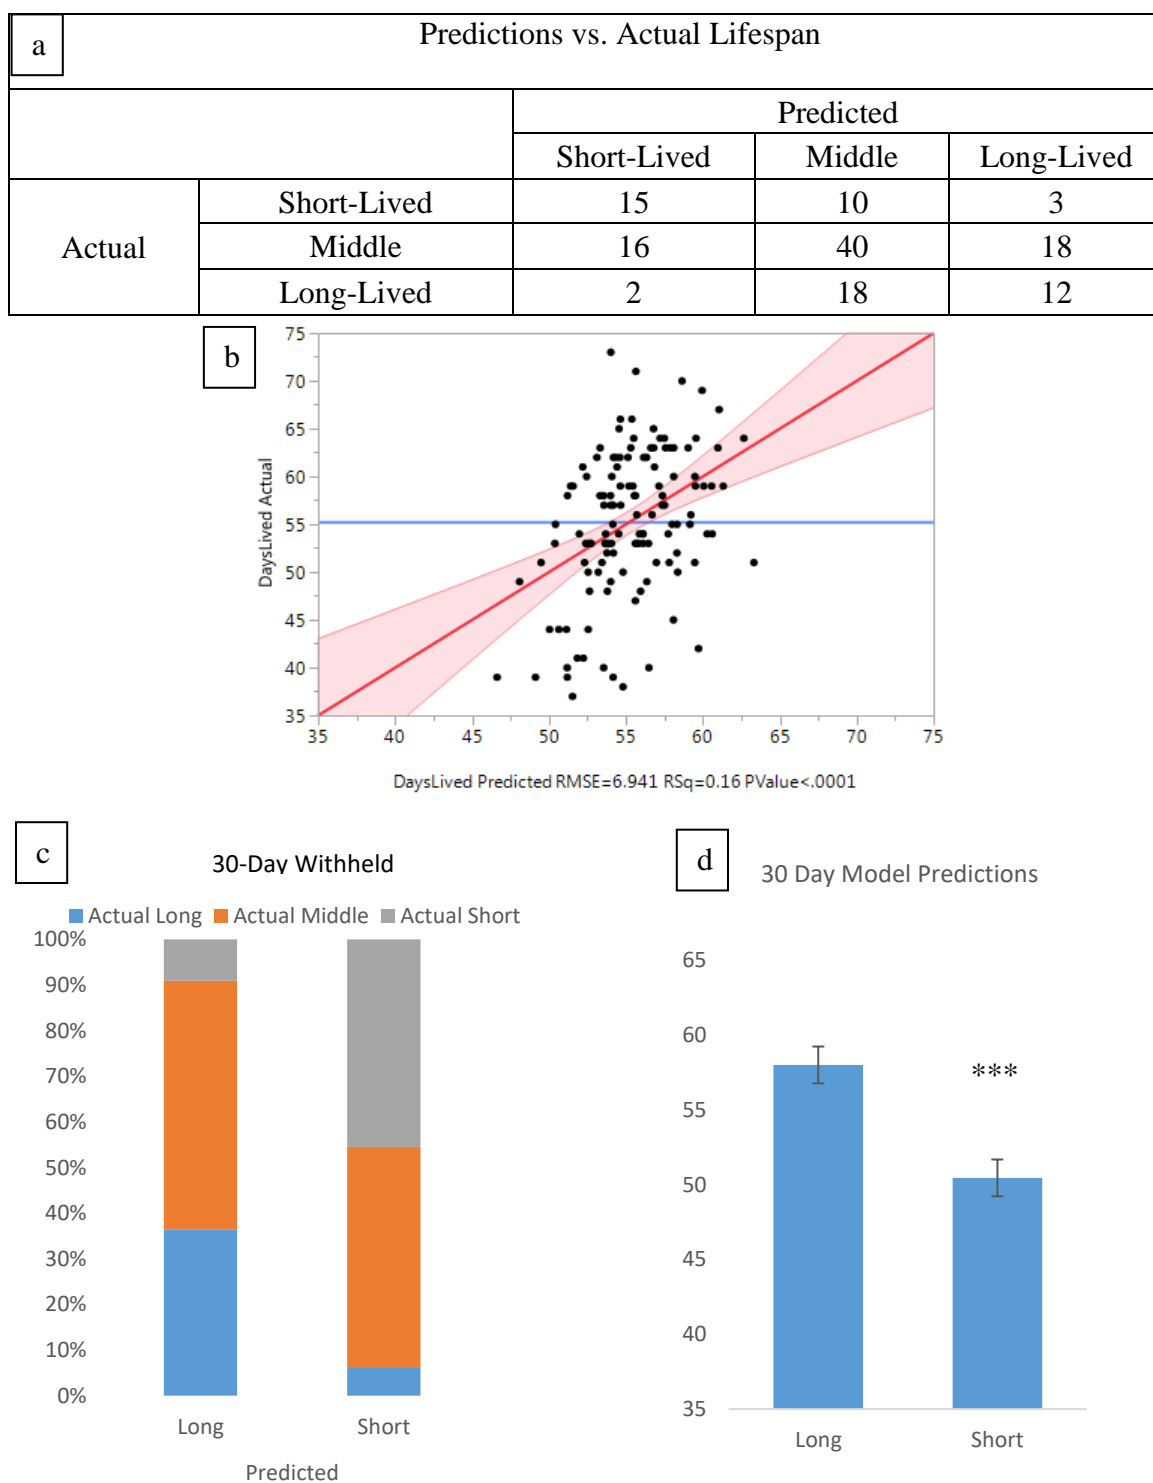 a
Predictions vs. Actual Lifespan
Predicted
Short-Lived Middle Long-Lived
Actual
Short-Lived 15 10 3
Middle 16 40 18
Long-Lived 2 18 12
b
75
70
65
60
55
50
45
40
35
DaysLived Actual
35 40 45 50 55 60 65 70 75
DaysLived Predicted RMSE=6.941 RSq=0.16 PValue<.0001
c
30-Day Withheld
Actual Long Actual Middle Actual Short
100%
90%
80%
70%
60%
50%
40%
30%
20%
10%
0%
Long Short
Predicted
d
30 Day Model Predictions
65
60
55
50
45
40
35
***
Long Short